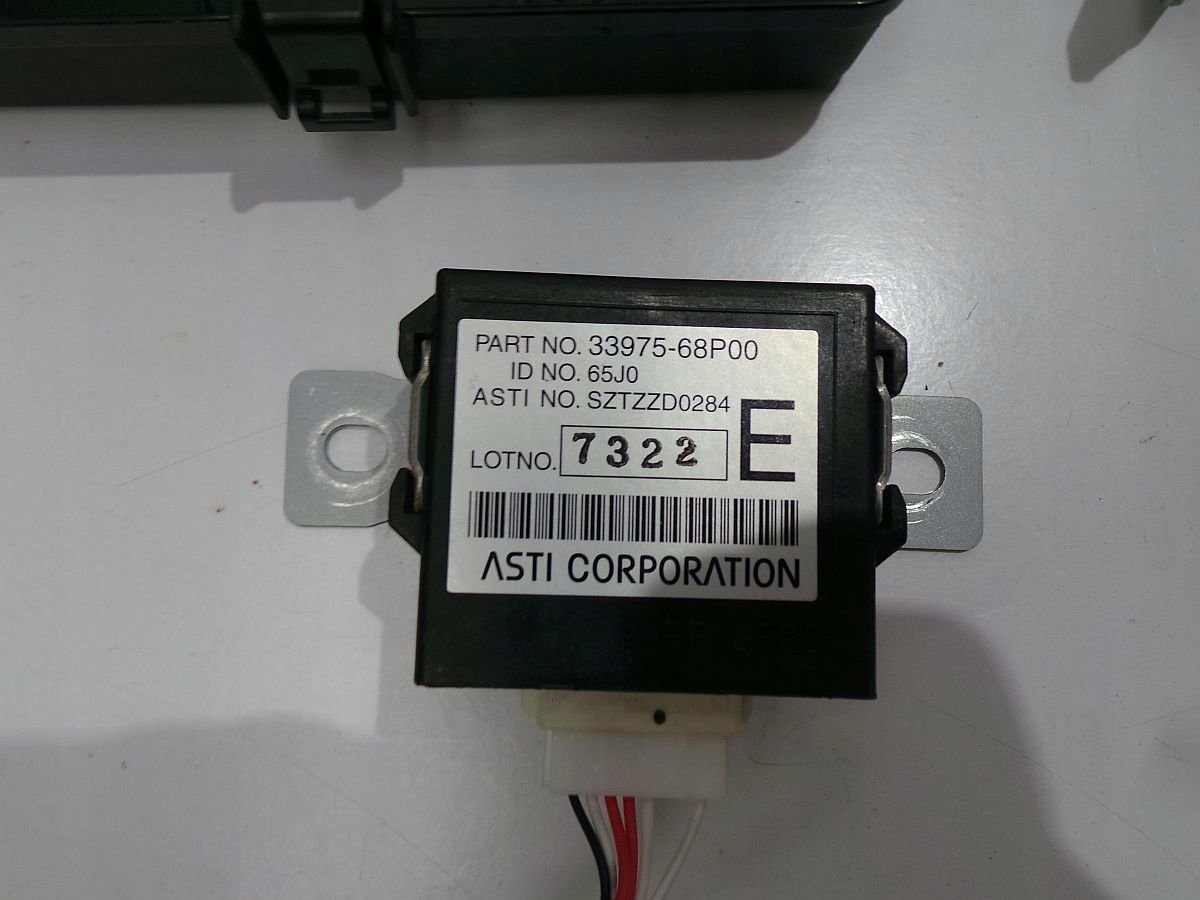 PART NO. 33975-68P00
ID NO. 65J0
ASTI NO. SZTZZD0284
E
LOTNO. 7322
ASTI CORPORATION